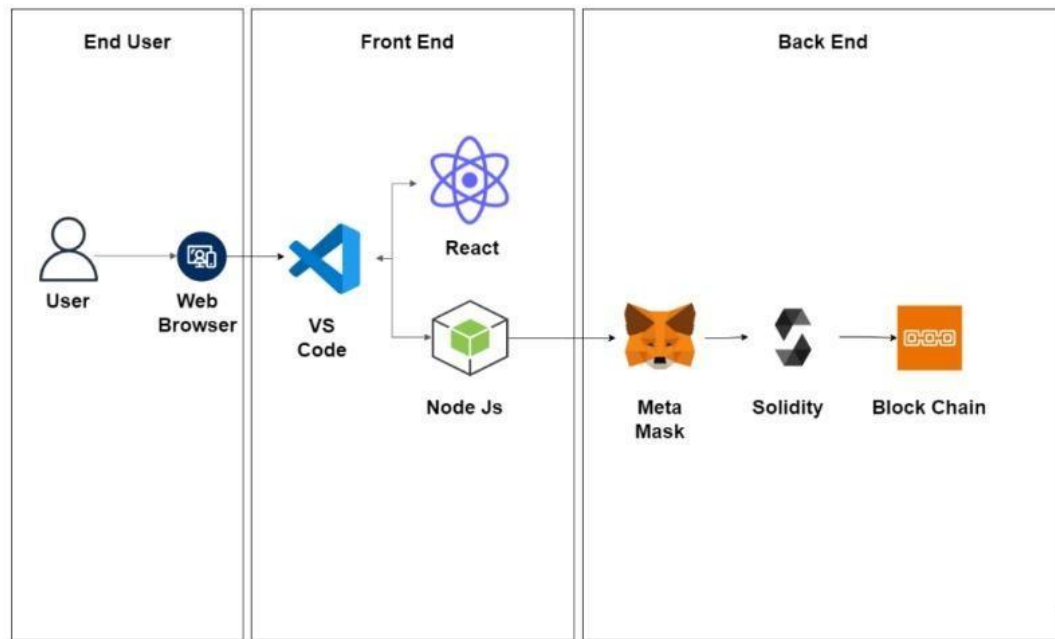 End User
Front End
Back End
User
Web
Browser
VS
Code
React
Node Js
Meta
Mask
Solidity
Block Chain